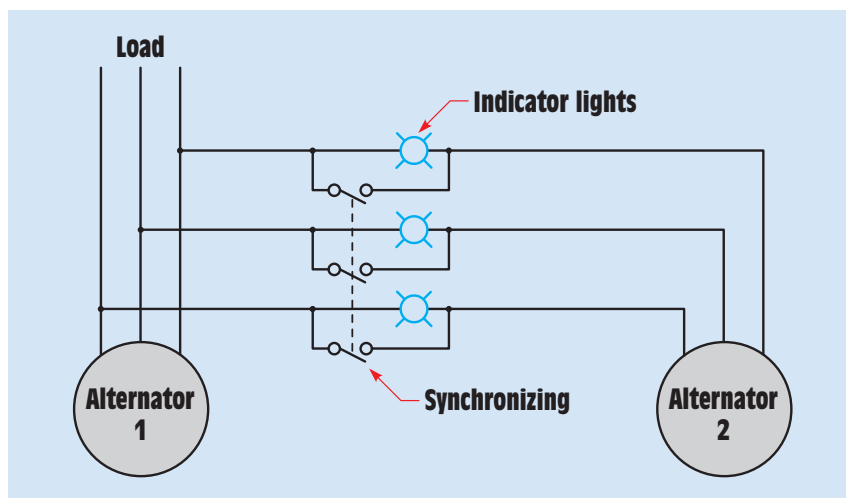 Load
Indicator lights
Synchronizing
Alternator
1
Alternator
2